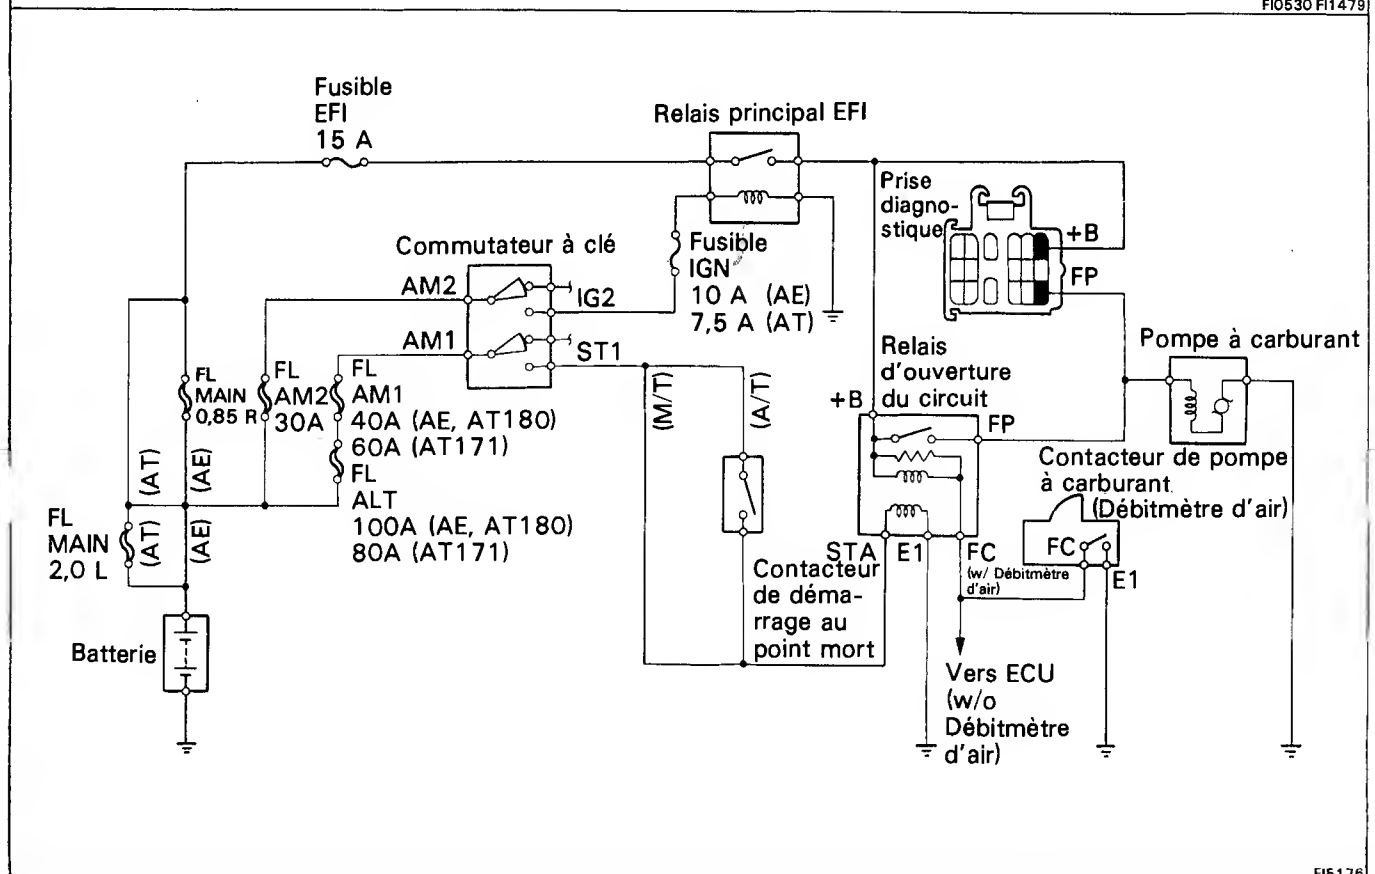 FI0530 FI1479
Fusible
EFI
15 A
Relais principal EFI
Prise
diagno-
stique
+B
FP
Commutateur à clé
AM2
IG2
AM1
ST1
Fusible
IGN
10 A (AE)
7,5 A (AT)
Pompe à carburant
Relais
d'ouverture
du circuit
+B
FP
FL
MAIN
0,85 R
FL
AM2
30A
FL
AM1
40A (AE, AT180)
60A (AT171)
FL
ALT
100A (AE, AT180)
80A (AT171)
(M/T)
(A/T)
(AT)
(AE)
(AT)
(AE)
FL
MAIN
2,0 L
Contacteur de pompe
à carburant
(Débitmètre d'air)
FC
E1
STA
E1
FC
(w/ Débitmètre
d'air)
Contacteur
de déma-
rrage au
point mort
Batterie
Vers ECU
(w/o
Débitmètre
d'air)
FI5176